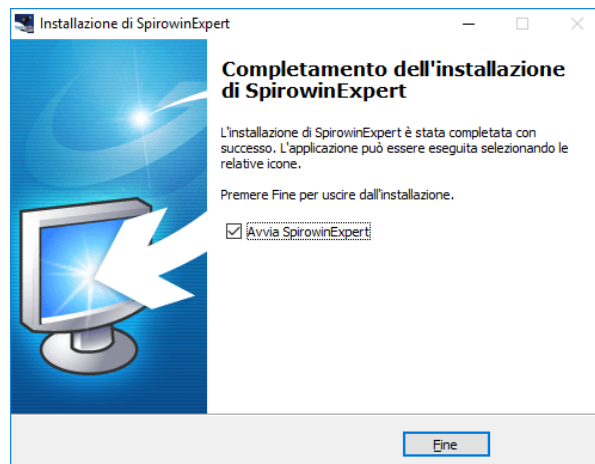 Installazione di SpirowinExpert
Completamento dell'installazione
di SpirowinExpert
L'installazione di SpirowinExpert è stata completata con
successo. L'applicazione può essere eseguita selezionando le
relative icone.
Premere Fine per uscire dall'installazione.
Avvia SpirowinExpert
Fine